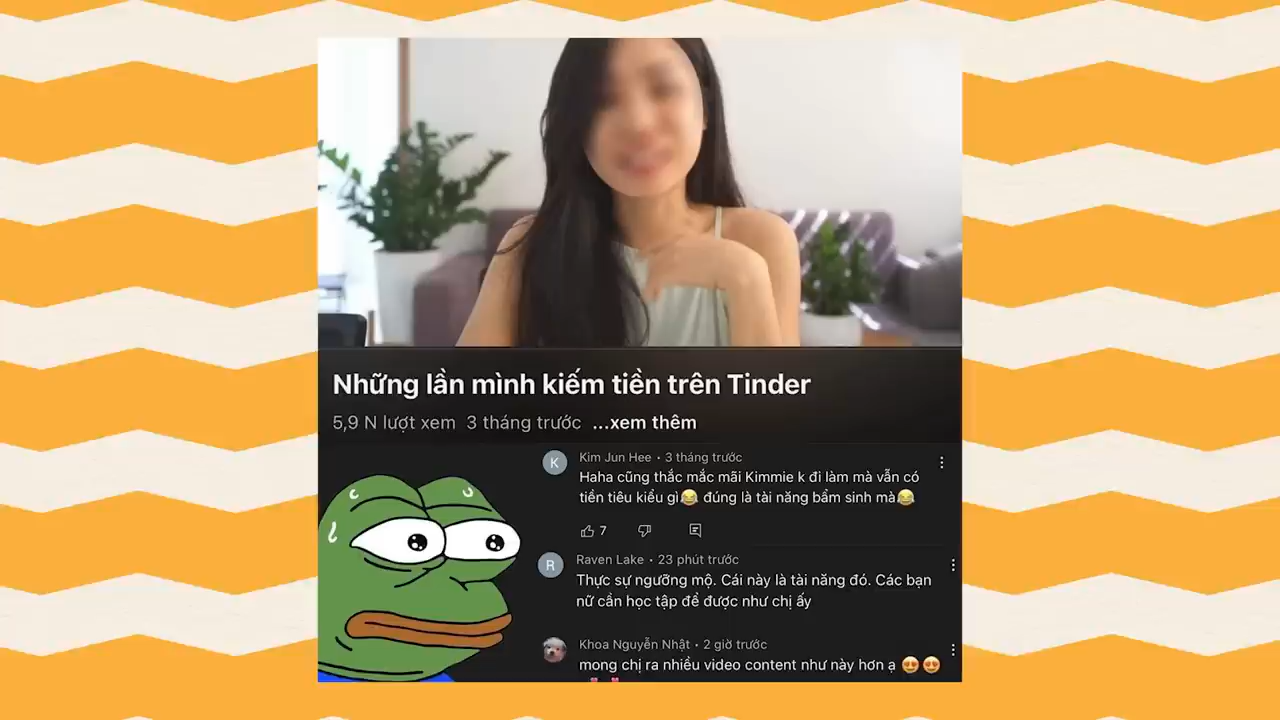 Những lần mình kiếm tiền trên Tinder
5,9 N lượt xem 3 tháng trước ...xem thêm
K
Kim Jun Hee • 3 tháng trước
Haha cũng thắc mắc mãi Kimmie k đi làm mà vẫn có
tiền tiêu kiểu gì😂 đúng là tài năng bẩm sinh mà😂
7
R
Raven Lake • 23 phút trước
Thực sự ngưỡng mộ. Cái này là tài năng đó. Các bạn
nữ cần học tập để được như chị ấy
Khoa Nguyễn Nhật • 2 giờ trước
mong chị ra nhiều video content như này hơn ạ 😍😍